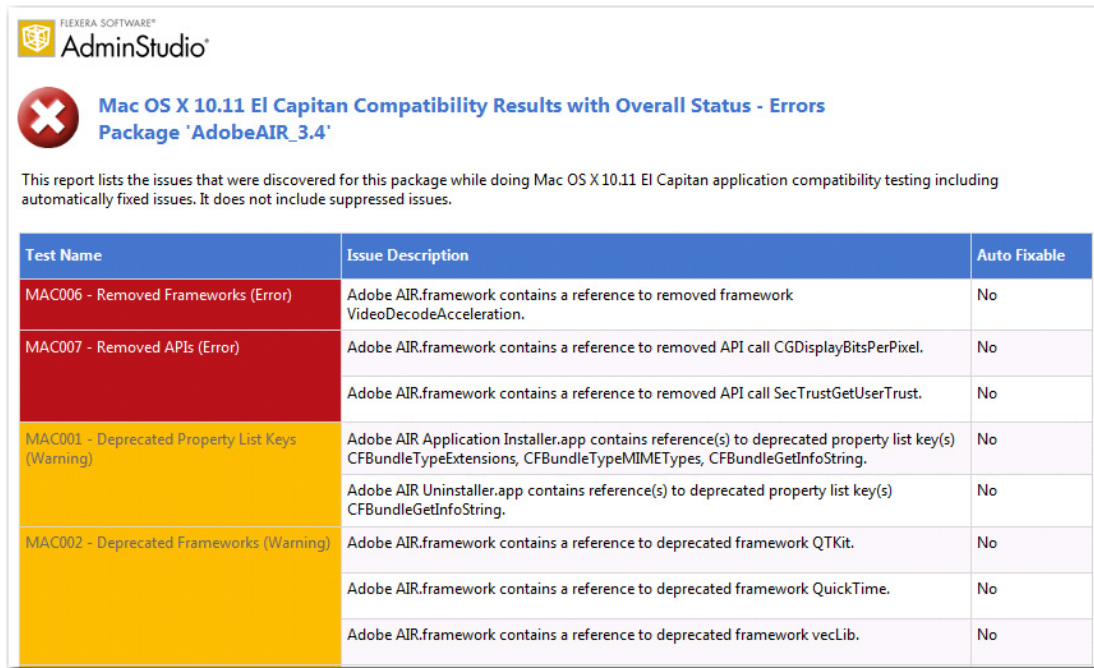 FLEXERA SOFTWARE®
AdminStudio®
Mac OS X 10.11 El Capitan Compatibility Results with Overall Status - Errors
Package 'AdobeAIR_3.4'
This report lists the issues that were discovered for this package while doing Mac OS X 10.11 El Capitan application compatibility testing including
automatically fixed issues. It does not include suppressed issues.
Test Name Issue Description Auto Fixable
MAC006 - Removed Frameworks (Error) Adobe AIR.framework contains a reference to removed framework No
VideoDecodeAcceleration.
MAC007 - Removed APIs (Error) Adobe AIR.framework contains a reference to removed API call CGDisplayBitsPerPixel. No
Adobe AIR.framework contains a reference to removed API call SecTrustGetUserTrust. No
MAC001 - Deprecated Property List Keys Adobe AIR Application Installer.app contains reference(s) to deprecated property list key(s) No
(Warning) CFBundleTypeExtensions, CFBundleTypeMIMETypes, CFBundleGetInfoString.
Adobe AIR Uninstaller.app contains reference(s) to deprecated property list key(s) No
CFBundleGetInfoString.
MAC002 - Deprecated Frameworks (Warning) Adobe AIR.framework contains a reference to deprecated framework QTKit. No
Adobe AIR.framework contains a reference to deprecated framework QuickTime. No
Adobe AIR.framework contains a reference to deprecated framework vecLib. No